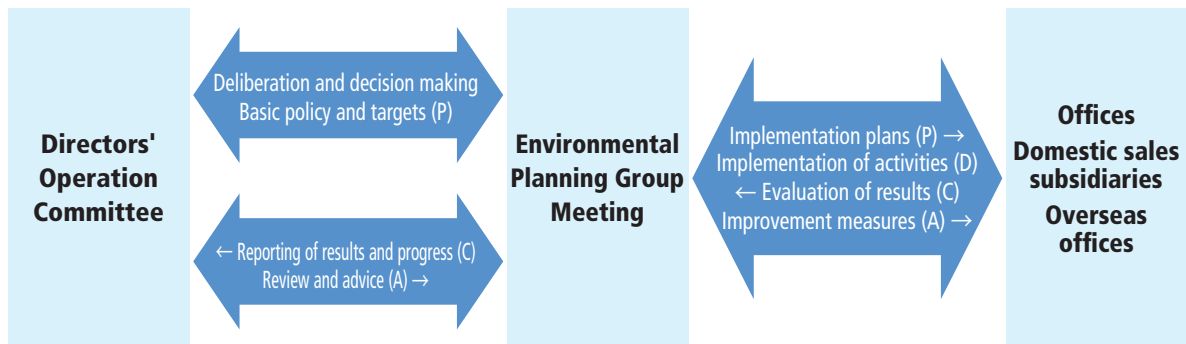 Directors'
Operation
Committee
Deliberation and decision making
Basic policy and targets (P)
← Reporting of results and progress (C)
Review and advice (A) →
Environmental
Planning Group
Meeting
Implementation plans (P) →
Implementation of activities (D)
← Evaluation of results (C)
Improvement measures (A) →
Offices
Domestic sales
subsidiaries
Overseas
offices